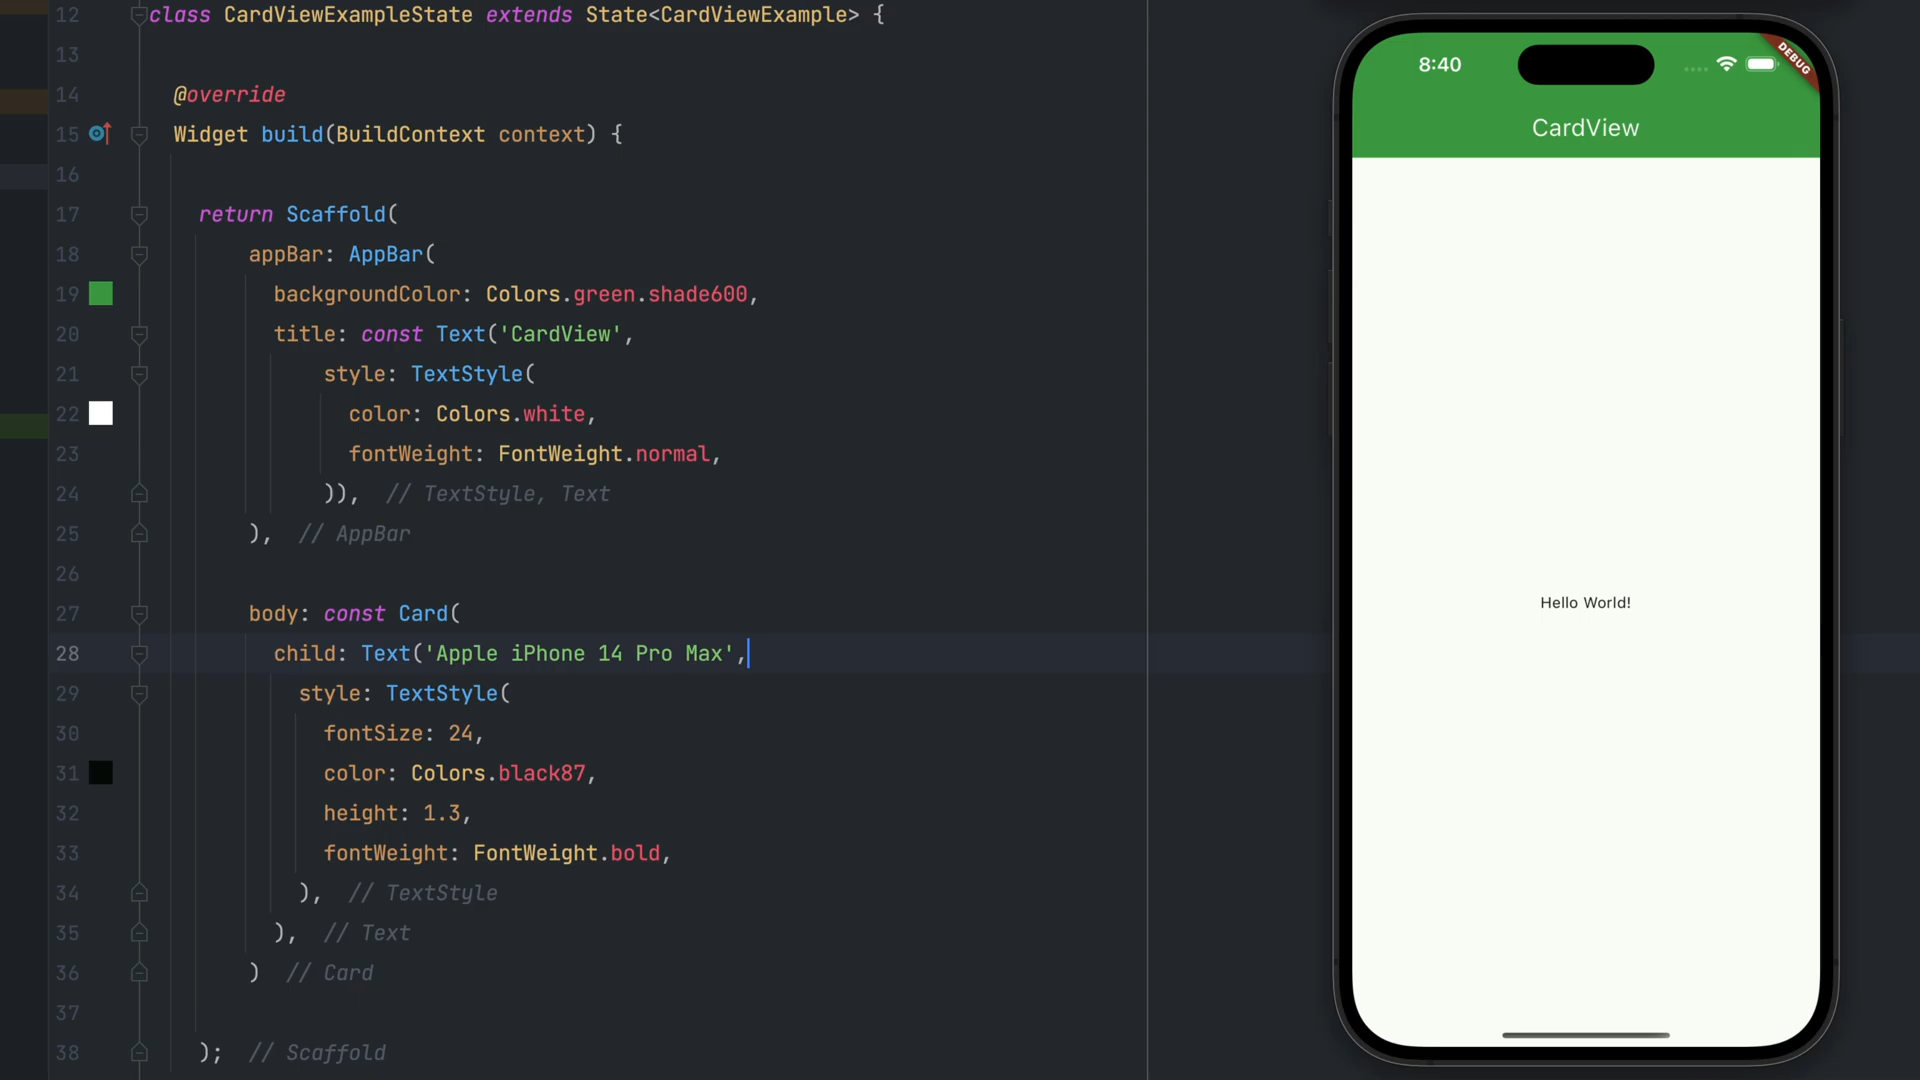 12 class CardViewExampleState extends State<CardViewExample> {
13
14 @override
15 Widget build(BuildContext context) {
16
17 return Scaffold(
18 appBar: AppBar(
19 backgroundColor: Colors.green.shade600,
20 title: const Text('CardView',
21 style: TextStyle(
22 color: Colors.white,
23 fontWeight: FontWeight.normal,
24 )), // TextStyle, Text
25 ), // AppBar
26
27 body: const Card(
28 child: Text('Apple iPhone 14 Pro Max',
29 style: TextStyle(
30 fontSize: 24,
31 color: Colors.black87,
32 height: 1.3,
33 fontWeight: FontWeight.bold,
34 ), // TextStyle
35 ), // Text
36 ) // Card
37
38 ); // Scaffold
8:40
DEBUG
CardView
Hello World!